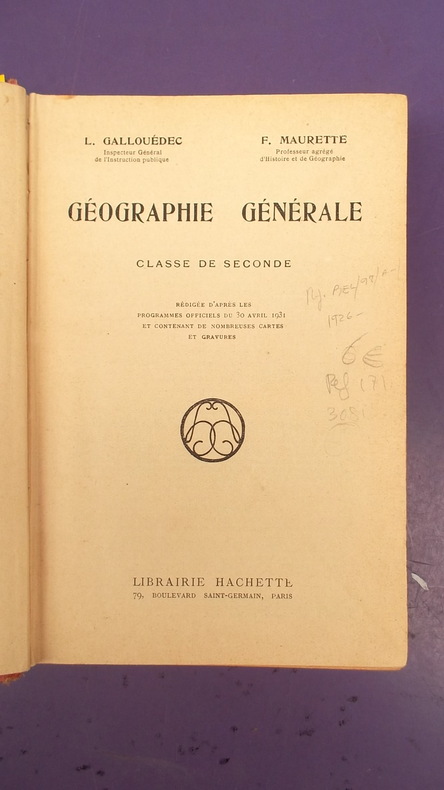 L. GALLOUÉDEC
Inspecteur Général
de l'Instruction publique
F. MAURETTE
Professeur agrégé
d'Histoire et de Géographie
GÉOGRAPHIE GÉNÉRALE
CLASSE DE SECONDE
RÉDIGÉE D'APRÈS LES
PROGRAMMES OFFICIELS DU 30 AVRIL 1931
ET CONTENANT DE NOMBREUSES CARTES
ET GRAVURES
1926-
6€
LIBRAIRIE HACHETTE
79, BOULEVARD SAINT-GERMAIN, PARIS